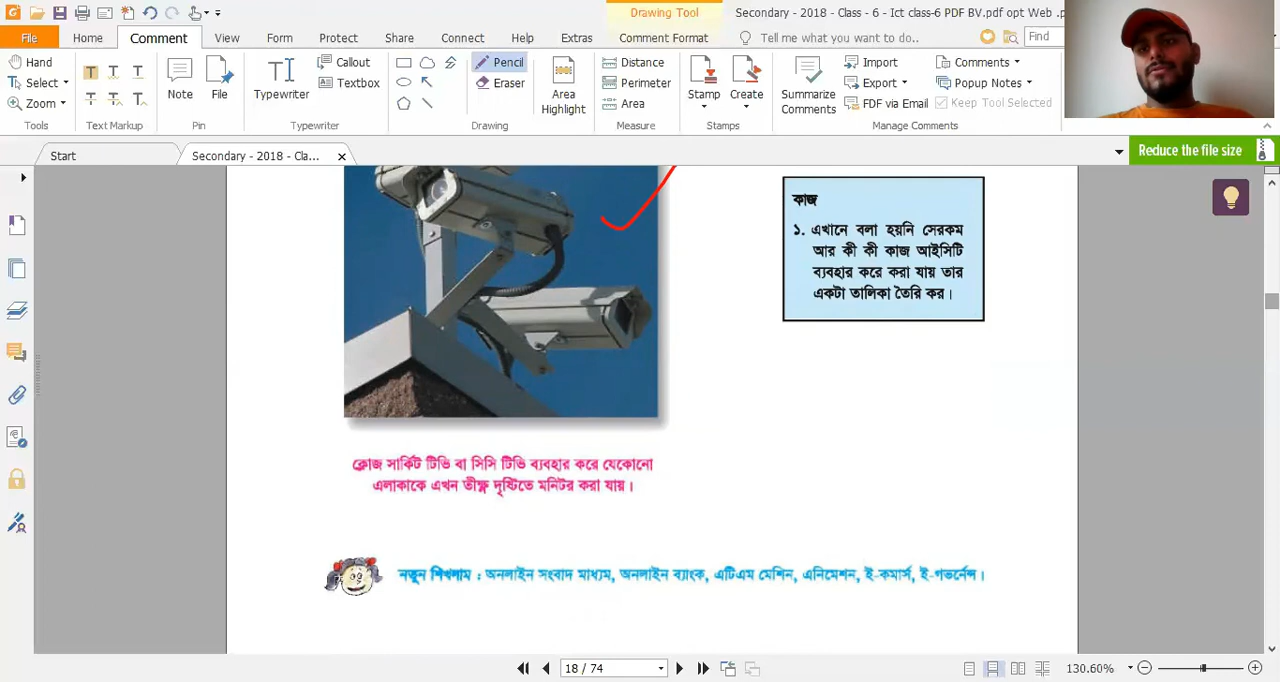 Drawing Tool
Secondary - 2018 - Class - 6 - Ict class-6 PDF BV.pdf opt Web .
File Home Comment View Form Protect Share Connect Help Extras Comment Format Tell me what you want to do.. Find
Hand
Select
Zoom
Tools
Text Markup
Note
File
Pin
Typewriter
Callout
Textbox
Typewriter
Pencil
Eraser
Drawing
Area Highlight
Distance
Perimeter
Area
Measure
Stamp
Create
Stamps
Summarize Comments
Import
Export
FDF via Email
Comments
Popup Notes
Keep Tool Selected
Manage Comments
Start
Secondary - 2018 - Cla...
Reduce the file size
কাজ
১. এখানে বলা হয়নি সেরকম
আর কী কী কাজ আইসিটি
ব্যবহার করে করা যায় তার
একটা তালিকা তৈরি কর।
ক্লোজ সার্কিট টিভি বা সিসি টিভি ব্যবহার করে যেকোনো
এলাকাকে এখন তীক্ষ্ণ দৃষ্টিতে মনিটর করা যায়।
নতুন শিখলাম : অনলাইন সংবাদ মাধ্যম, অনলাইন ব্যাংক, এটিএম মেশিন, এনিমেশন, ই-কমার্স, ই-গভর্নেন্স।
18 / 74
130.60%